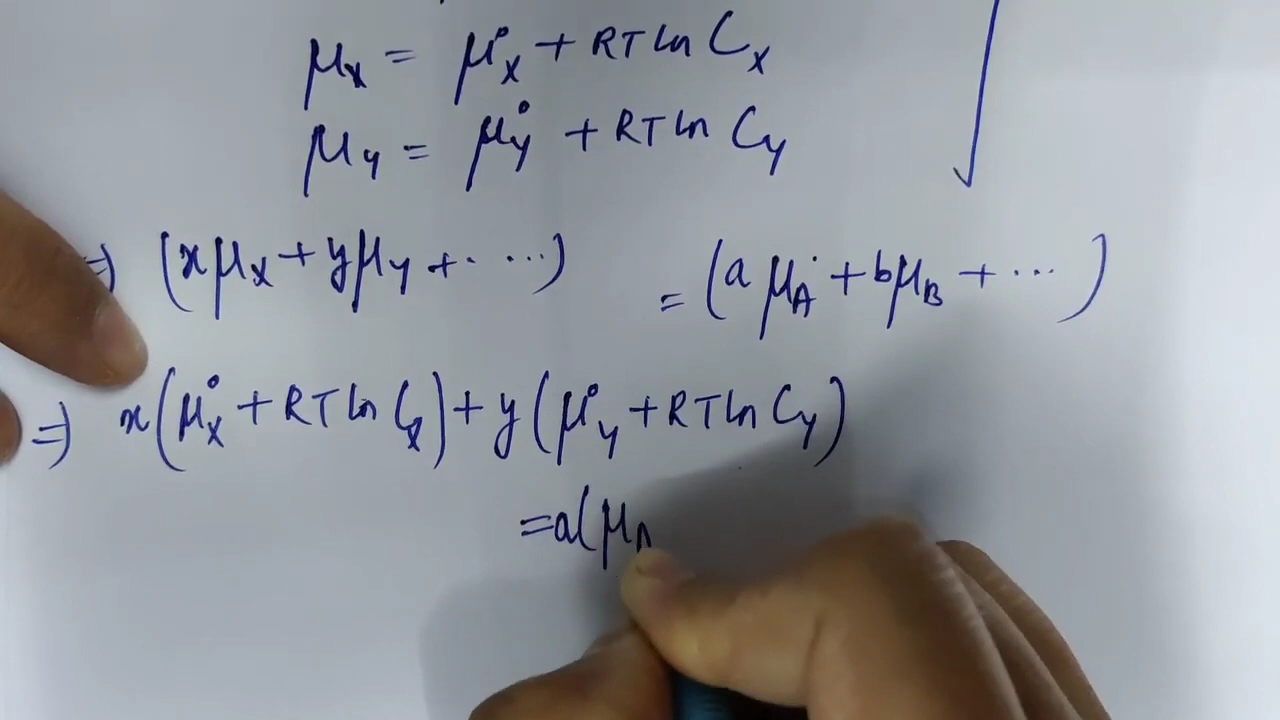 μx = μ°x + RT ln Cx
μy = μ°y + RT ln Cy
⇒ (xμx + yμy + ⋯) = (aμA + bμB + ⋯)
⇒ x(μ°x + RT ln Cx) + y(μ°y + RT ln Cy)
= a(μA